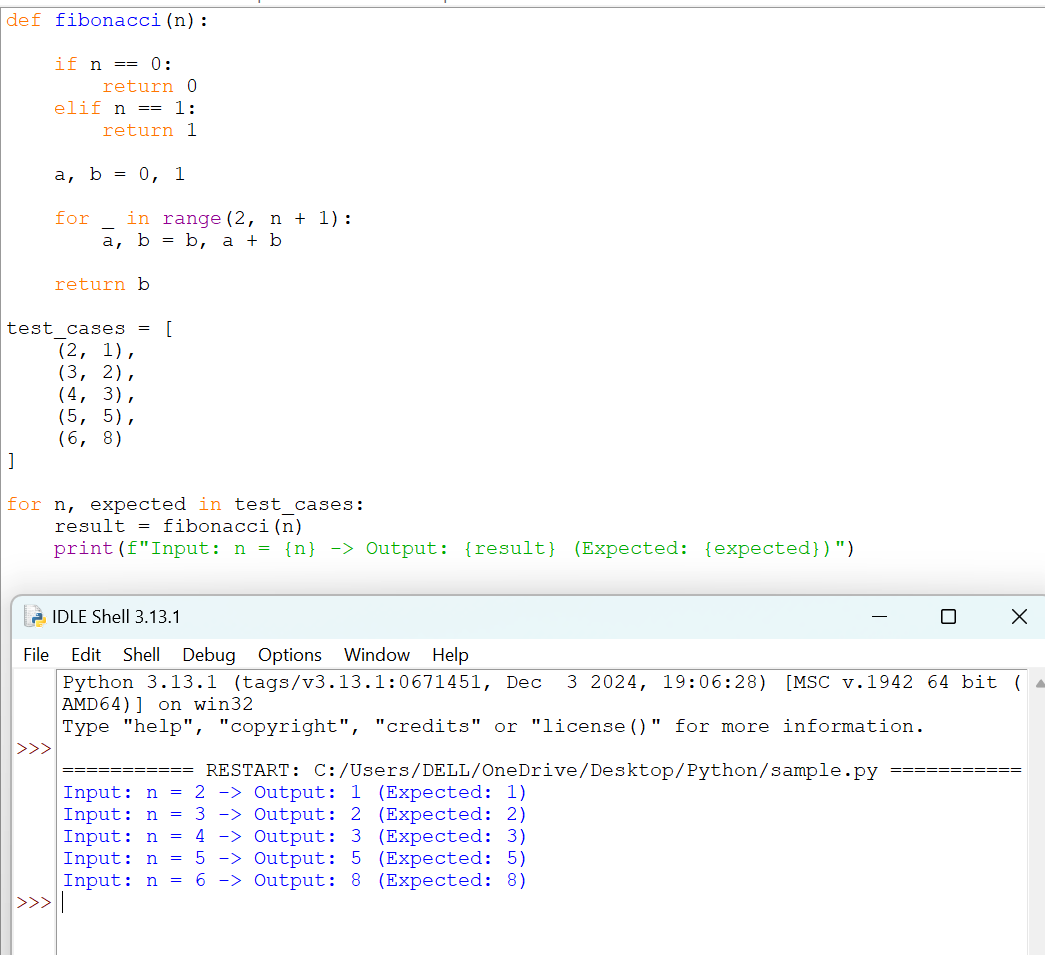 def fibonacci(n):
    if n == 0:
        return 0
    elif n == 1:
        return 1
    a, b = 0, 1
    for _ in range(2, n + 1):
        a, b = b, a + b
    return b
test_cases = [
    (2, 1),
    (3, 2),
    (4, 3),
    (5, 5),
    (6, 8)
]
for n, expected in test_cases:
    result = fibonacci(n)
    print(f"Input: n = {n} -> Output: {result} (Expected: {expected})")
IDLE Shell 3.13.1
File Edit Shell Debug Options Window Help
Python 3.13.1 (tags/v3.13.1:0671451, Dec  3 2024, 19:06:28) [MSC v.1942 64 bit (
AMD64)] on win32
Type "help", "copyright", "credits" or "license()" for more information.
>>>
=========== RESTART: C:/Users/DELL/OneDrive/Desktop/Python/sample.py ===========
Input: n = 2 -> Output: 1 (Expected: 1)
Input: n = 3 -> Output: 2 (Expected: 2)
Input: n = 4 -> Output: 3 (Expected: 3)
Input: n = 5 -> Output: 5 (Expected: 5)
Input: n = 6 -> Output: 8 (Expected: 8)
>>>